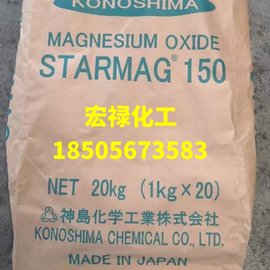 KONOSHIMA
MAGNESIUM OXIDE
STARMAG® 150
宏禄化工
18505673583
NET 20kg (1kg×20)
神島化学工業株式会社
KONOSHIMA CHEMICAL CO., LTD.
MADE IN JAPAN